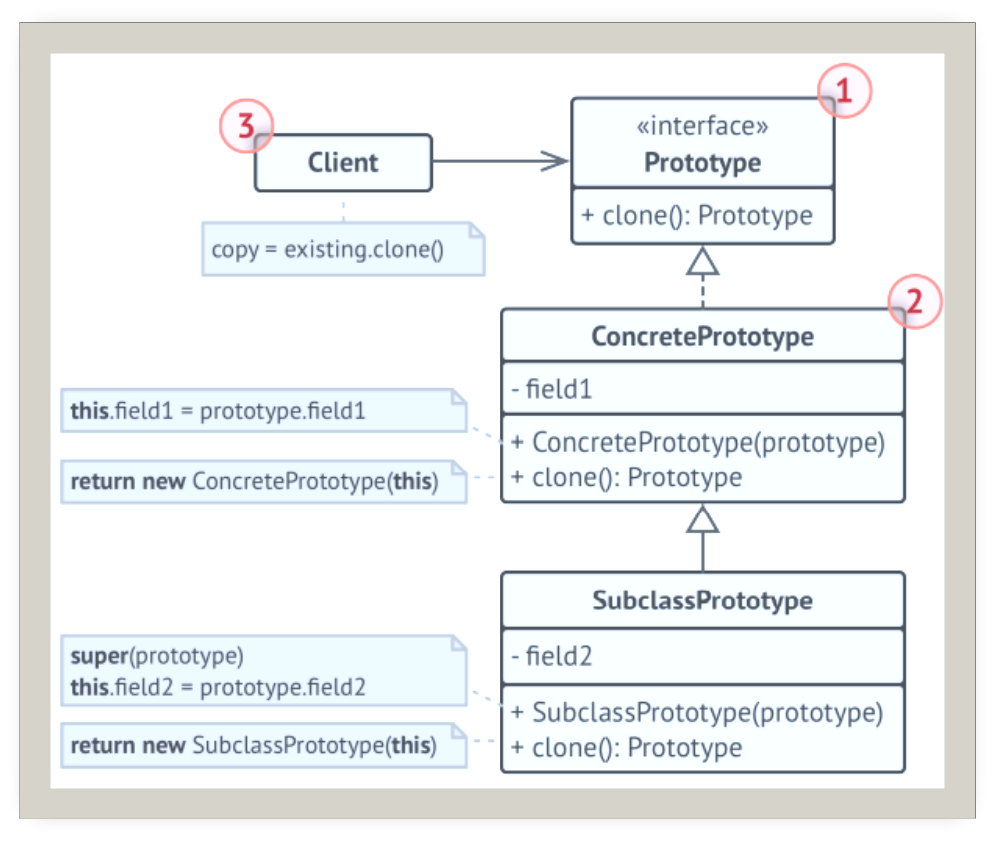 3
Client
copy = existing.clone()
1
«interface»
Prototype
+ clone(): Prototype
2
ConcretePrototype
- field1
+ ConcretePrototype(prototype)
+ clone(): Prototype
this.field1 = prototype.field1
return new ConcretePrototype(this)
SubclassPrototype
- field2
+ SubclassPrototype(prototype)
+ clone(): Prototype
super(prototype)
this.field2 = prototype.field2
return new SubclassPrototype(this)